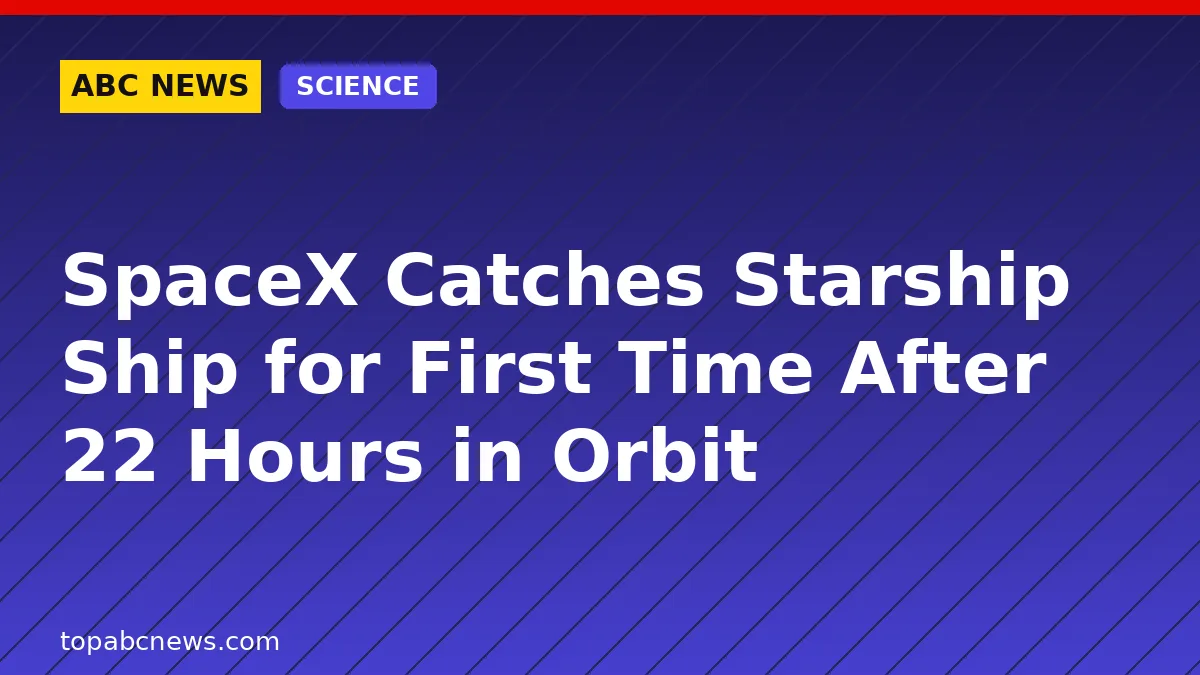 ABC NEWS
SCIENCE
SpaceX Catches Starship
Ship for First Time After
22 Hours in Orbit
topabcnews.com